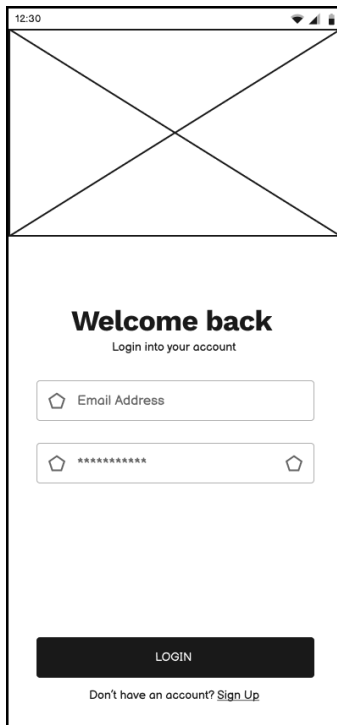 12:30
Welcome back
Login into your account
Email Address
***********
LOGIN
Don't have an account? Sign Up